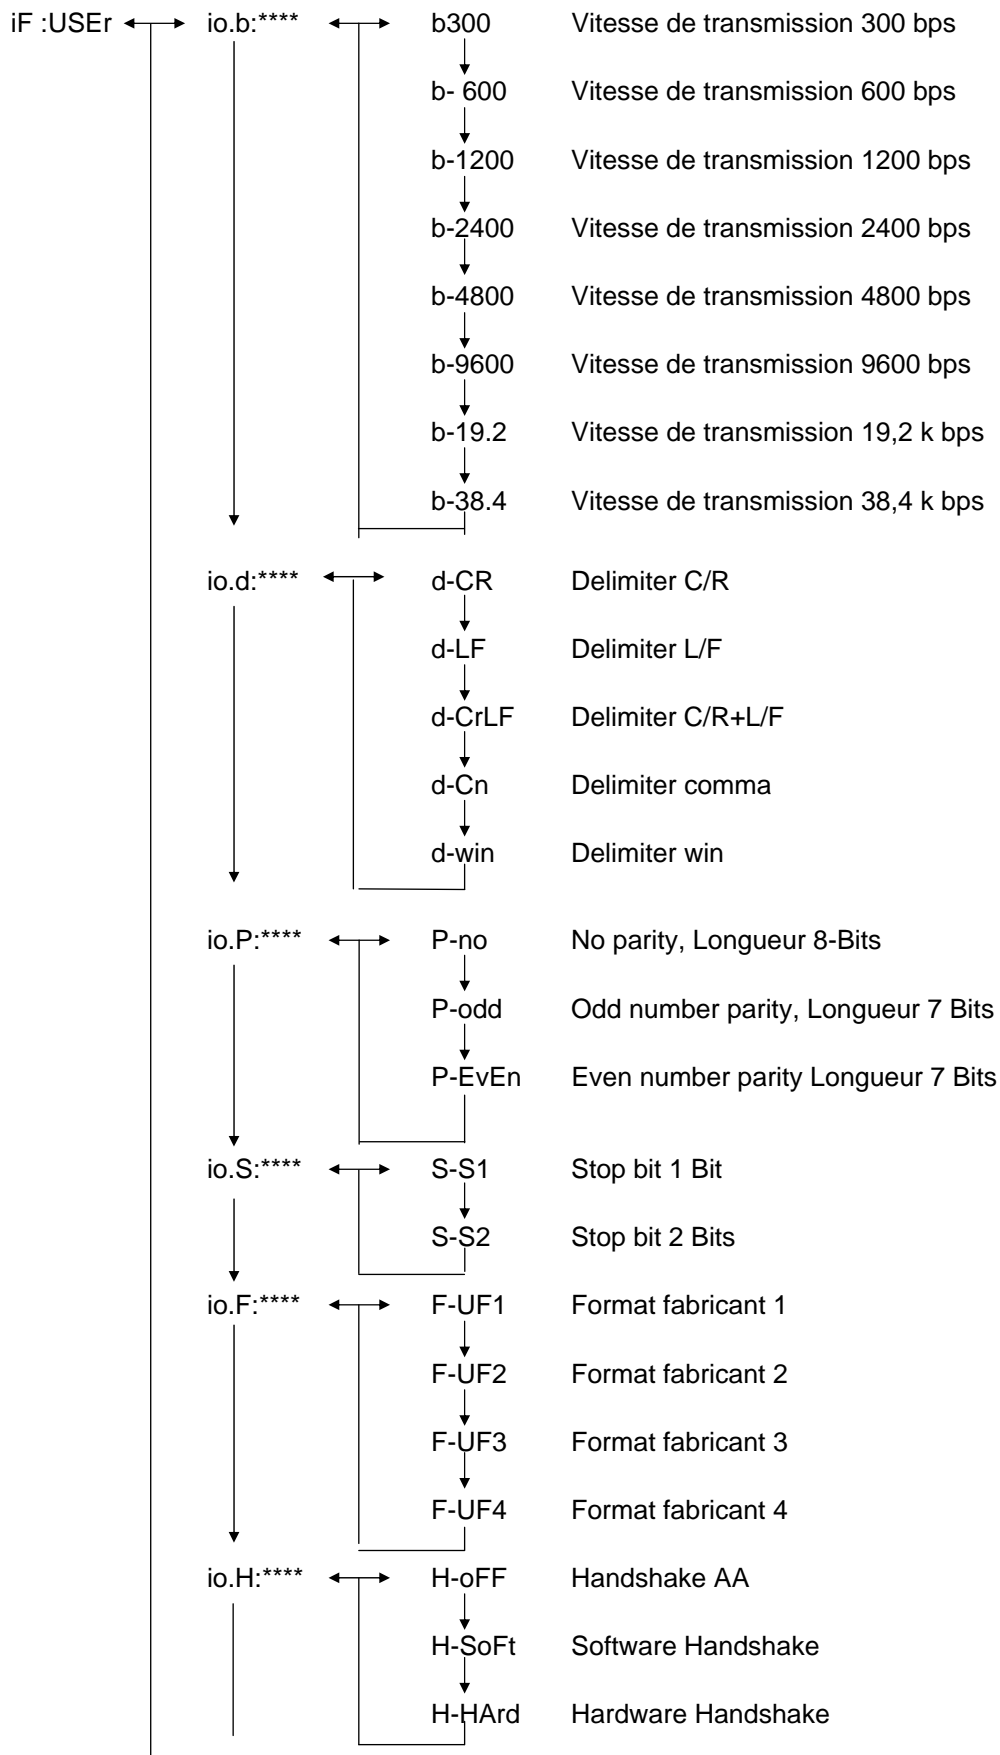 iF :USEr io.b:**** b300 Vitesse de transmission 300 bps
b- 600 Vitesse de transmission 600 bps
b-1200 Vitesse de transmission 1200 bps
b-2400 Vitesse de transmission 2400 bps
b-4800 Vitesse de transmission 4800 bps
b-9600 Vitesse de transmission 9600 bps
b-19.2 Vitesse de transmission 19,2 k bps
b-38.4 Vitesse de transmission 38,4 k bps
io.d:**** d-CR Delimiter C/R
d-LF Delimiter L/F
d-CrLF Delimiter C/R+L/F
d-Cn Delimiter comma
d-win Delimiter win
io.P:**** P-no No parity, Longueur 8-Bits
P-odd Odd number parity, Longueur 7 Bits
P-EvEn Even number parity Longueur 7 Bits
io.S:**** S-S1 Stop bit 1 Bit
S-S2 Stop bit 2 Bits
io.F:**** F-UF1 Format fabricant 1
F-UF2 Format fabricant 2
F-UF3 Format fabricant 3
F-UF4 Format fabricant 4
io.H:**** H-oFF Handshake AA
H-SoFt Software Handshake
H-HArd Hardware Handshake